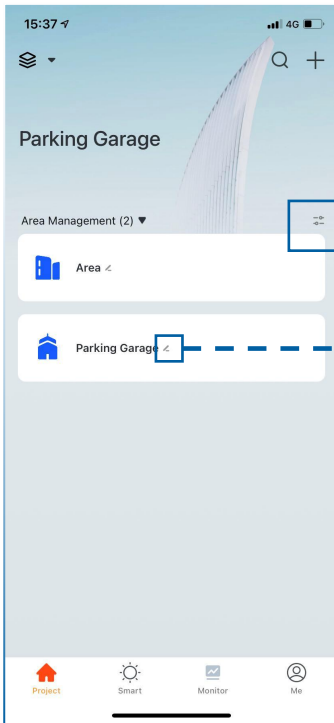 15:37
4G
Parking Garage
Area Management (2) ▼
Area
Parking Garage
Project
Smart
Monitor
Me